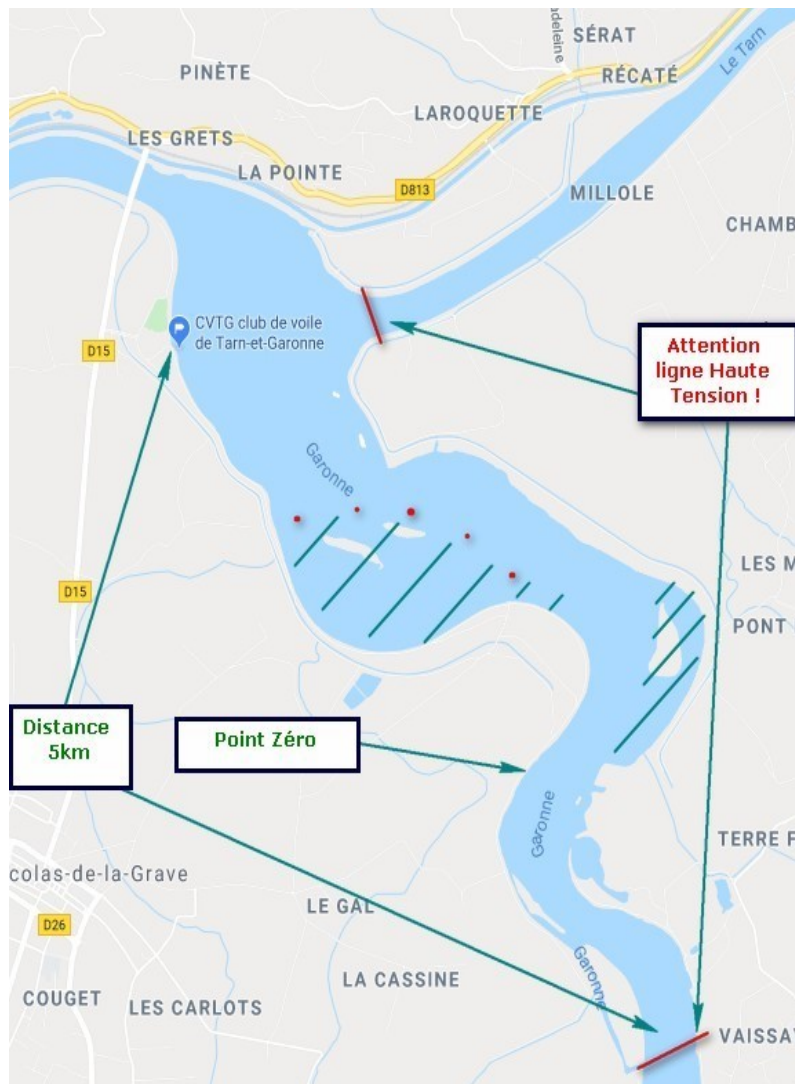 SÉRAT
Le Tarn
PINÈTE
RÉCATÉ
LAROQUETTE
LES GRETS
LA POINTE
D813
MILLOLE
CHAMB
CVTG club de voile
de Tarn-et-Garonne
D15
Attention
ligne Haute
Tension !
Garonne
LES M
D15
PONT
Distance
5km
Point Zéro
Garonne
TERRE F
colas-de-la-Grave
LE GAL
D26
LA CASSINE
Garonne
COUGET
LES CARLOTS
VAISSA